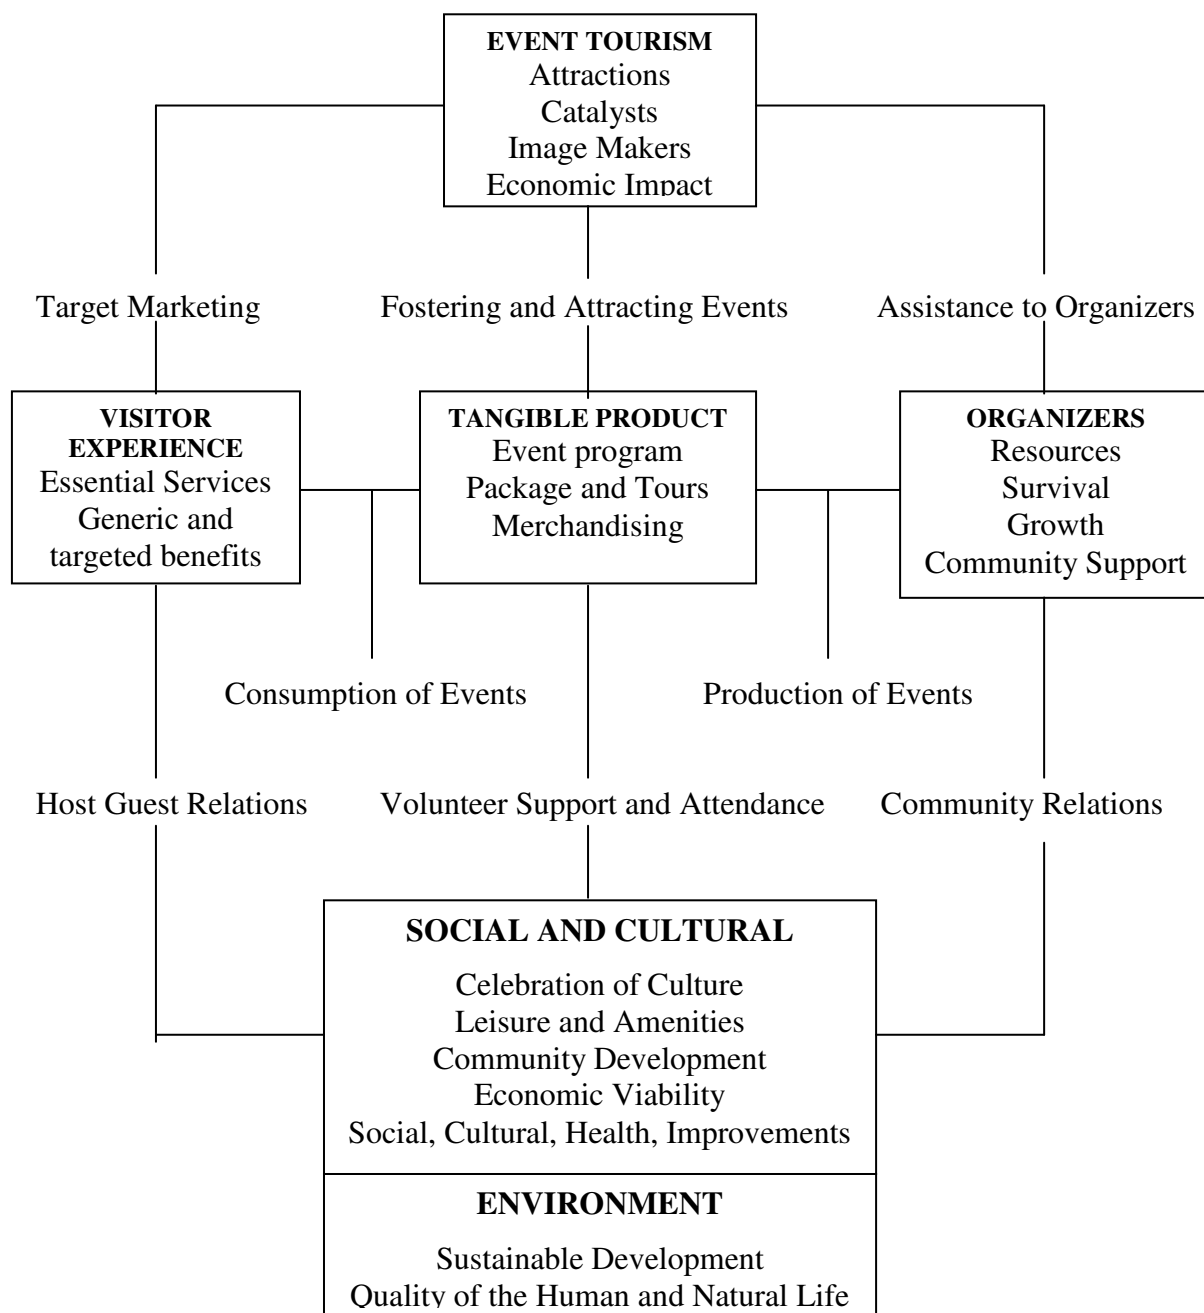 EVENT TOURISM
Attractions
Catalysts
Image Makers
Economic Impact
Target Marketing
Fostering and Attracting Events
Assistance to Organizers
VISITOR
EXPERIENCE
Essential Services
Generic and
targeted benefits
TANGIBLE PRODUCT
Event program
Package and Tours
Merchandising
ORGANIZERS
Resources
Survival
Growth
Community Support
Consumption of Events
Production of Events
Host Guest Relations
Volunteer Support and Attendance
Community Relations
SOCIAL AND CULTURAL
Celebration of Culture
Leisure and Amenities
Community Development
Economic Viability
Social, Cultural, Health, Improvements
ENVIRONMENT
Sustainable Development
Quality of the Human and Natural Life